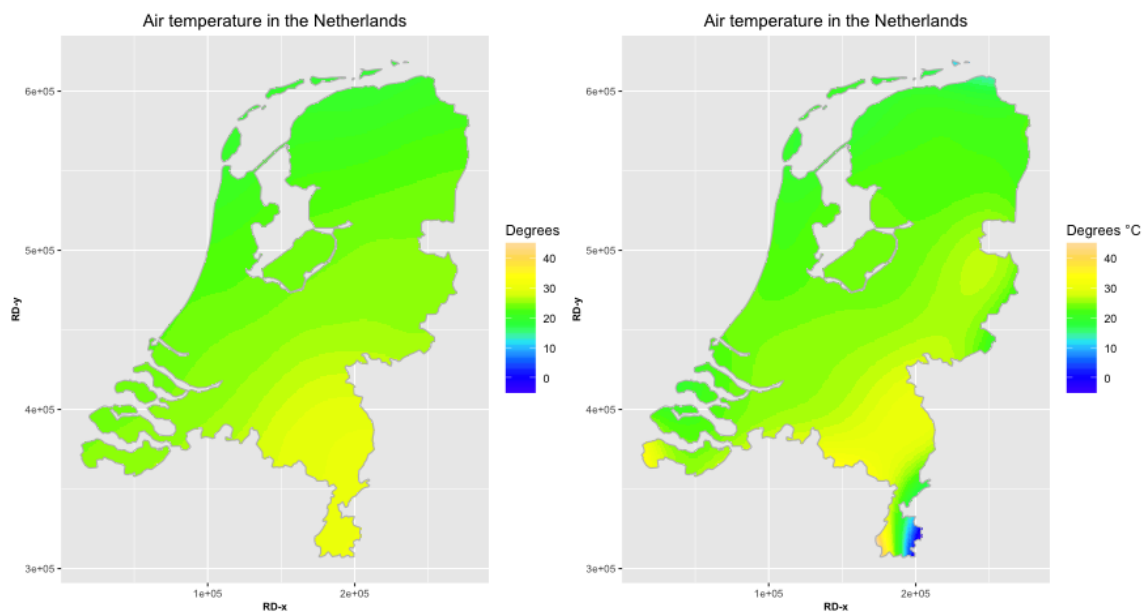 Air temperature in the Netherlands
6e+05
5e+05
4e+05
3e+05
RD-y
1e+05
2e+05
RD-x
Degrees
40
30
20
10
0
Air temperature in the Netherlands
6e+05
5e+05
4e+05
3e+05
RD-y
1e+05
2e+05
RD-x
Degrees °C
40
30
20
10
0